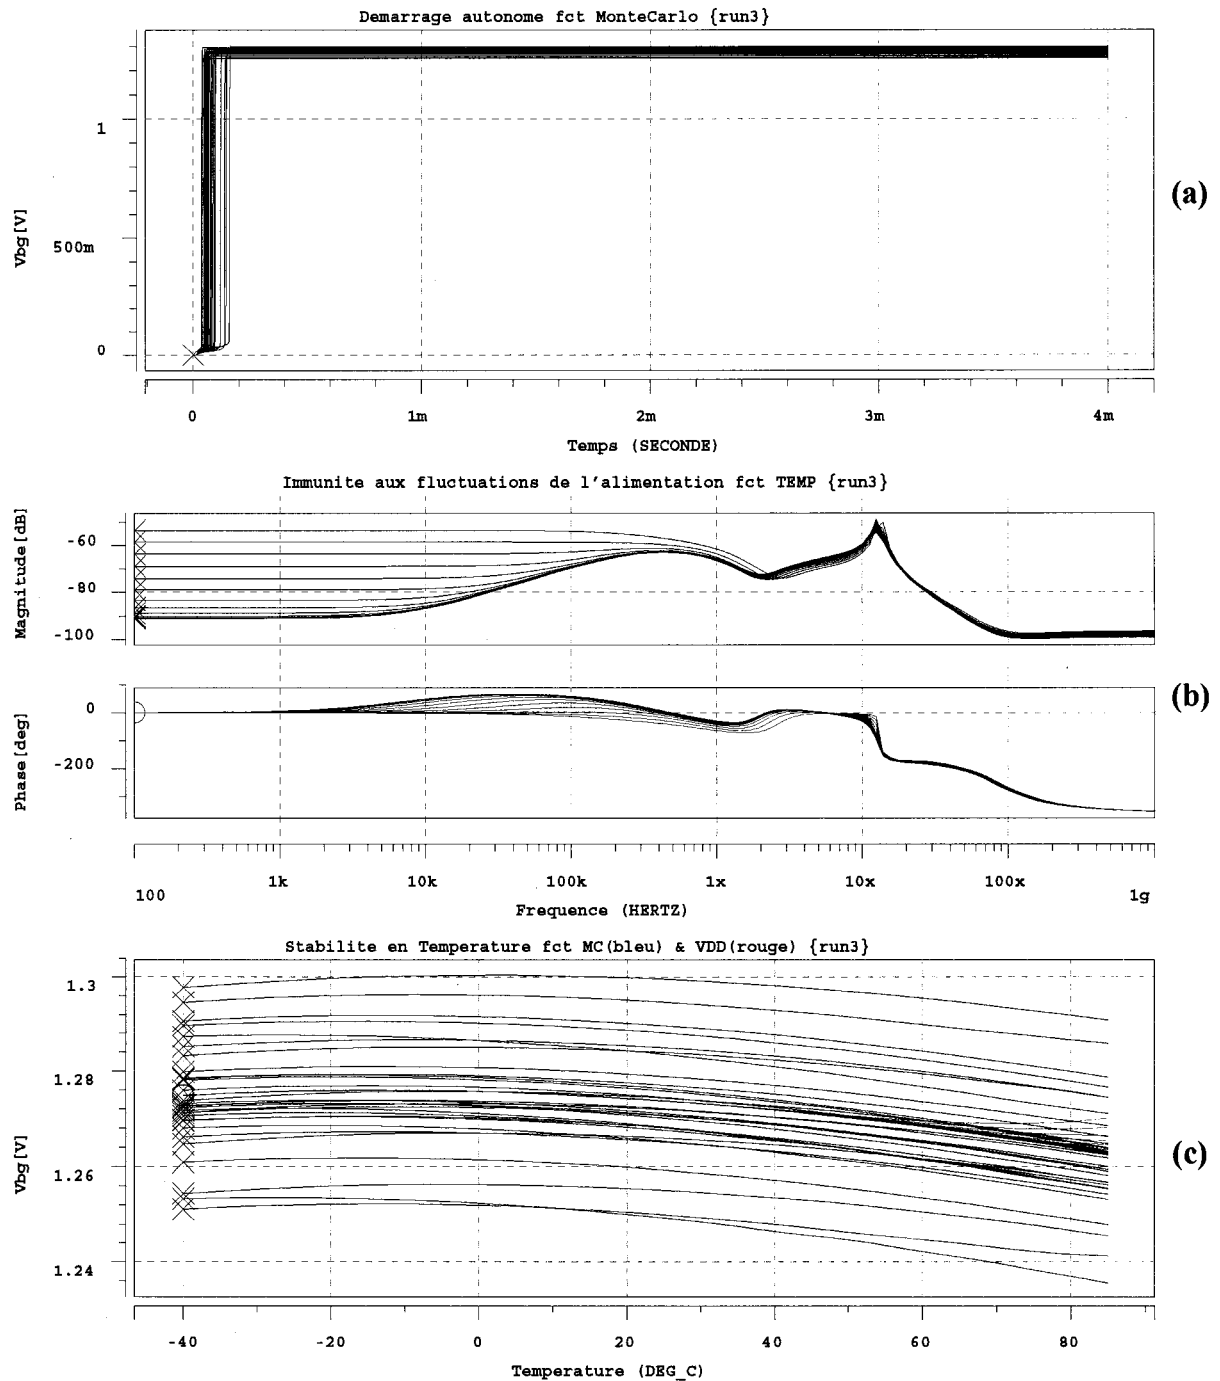 Demarrage autonome fct MonteCarlo {run3}
1
500m
0
Vbg[V]
(a)
0 1m 2m 3m 4m
Temps (SECONDE)
Immunite aux fluctuations de l'alimentation fct TEMP {run3}
-60
-80
-100
Magnitude[dB]
0
-200
Phase[deg]
(b)
100 1k 10k 100k 1x 10x 100x 1g
Frequence (HERTZ)
Stabilite en Temperature fct MC(bleu) & VDD(rouge) {run3}
1.3
1.28
1.26
1.24
Vbg[V]
(c)
-40 -20 0 20 40 60 80
Temperature (DEG_C)